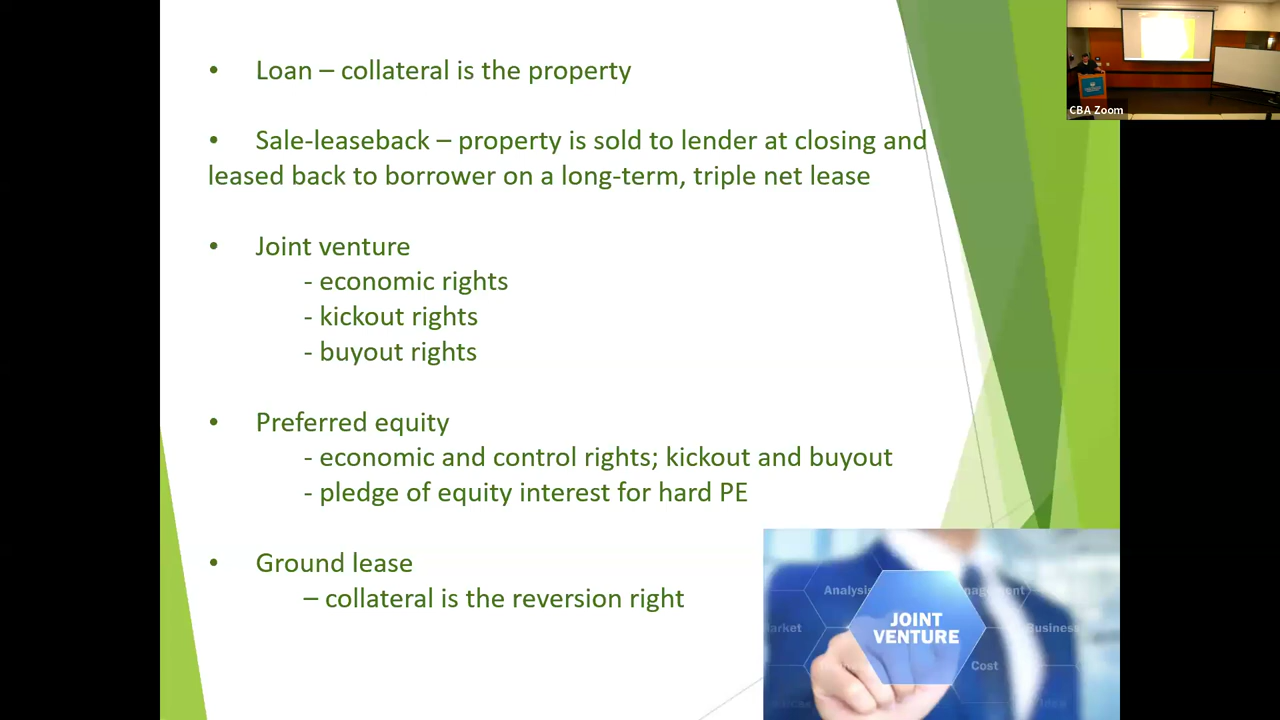 • Loan – collateral is the property
• Sale-leaseback – property is sold to lender at closing and
leased back to borrower on a long-term, triple net lease
• Joint venture
- economic rights
- kickout rights
- buyout rights
• Preferred equity
- economic and control rights; kickout and buyout
- pledge of equity interest for hard PE
• Ground lease
– collateral is the reversion right
CBA Zoom
JOINT
VENTURE
Business
Cost